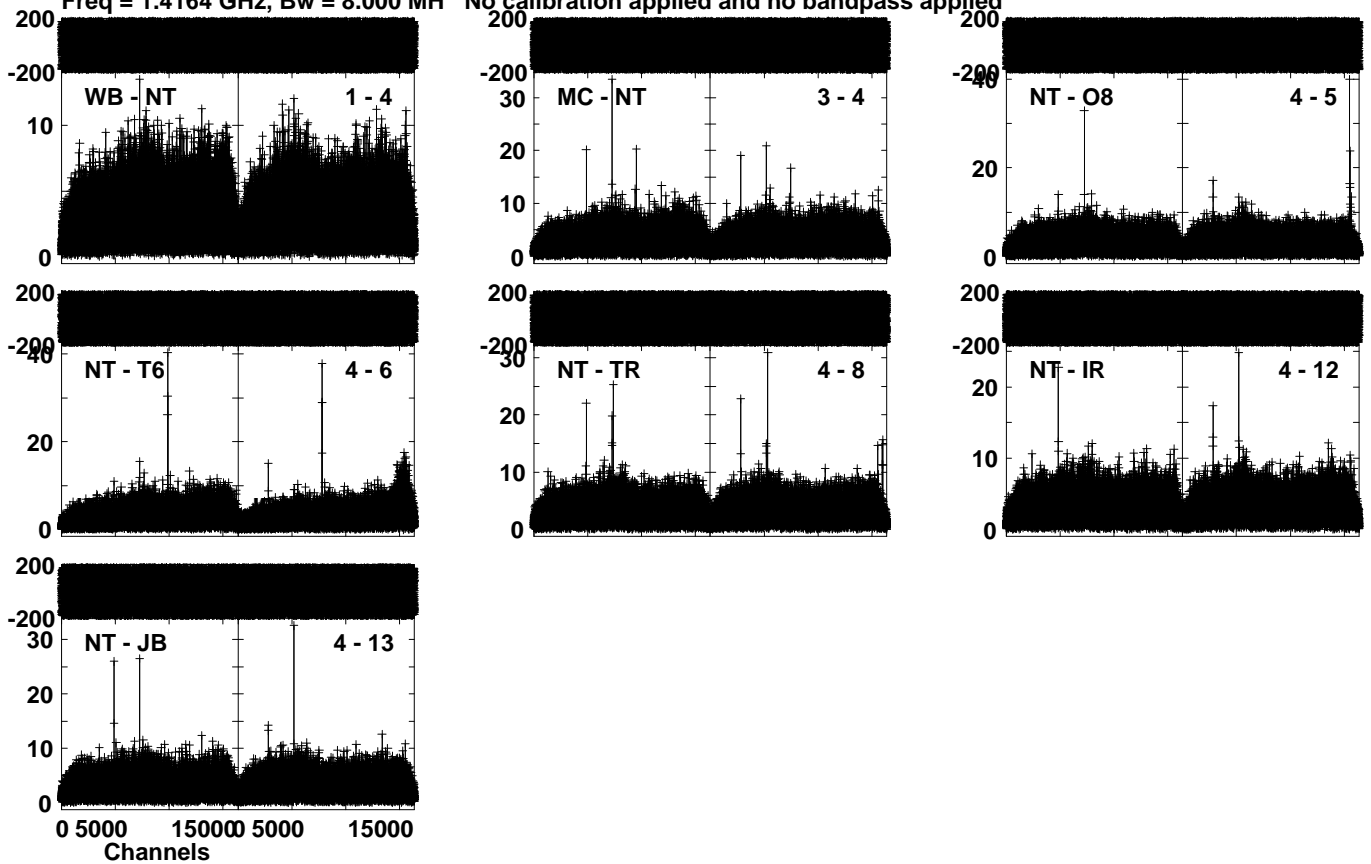 Freq = 1.4164 GHz, Bw = 8.000 MH No calibration applied and no bandpass applied
200 200 200
-200 -200 -200
WB - NT 1 - 4 MC - NT 3 - 4 NT - O8 4 - 5
40
30
10 20 20
10
0 0 0
200 200 200
-200 -200 -200
40 30
NT - T6 4 - 6 NT - TR 4 - 8 NT - IR 4 - 12
20 20 20
10 10
0 0 0
200
-200
30 NT - JB 4 - 13
20
10
0
0 5000 15000 0 5000 15000
Channels